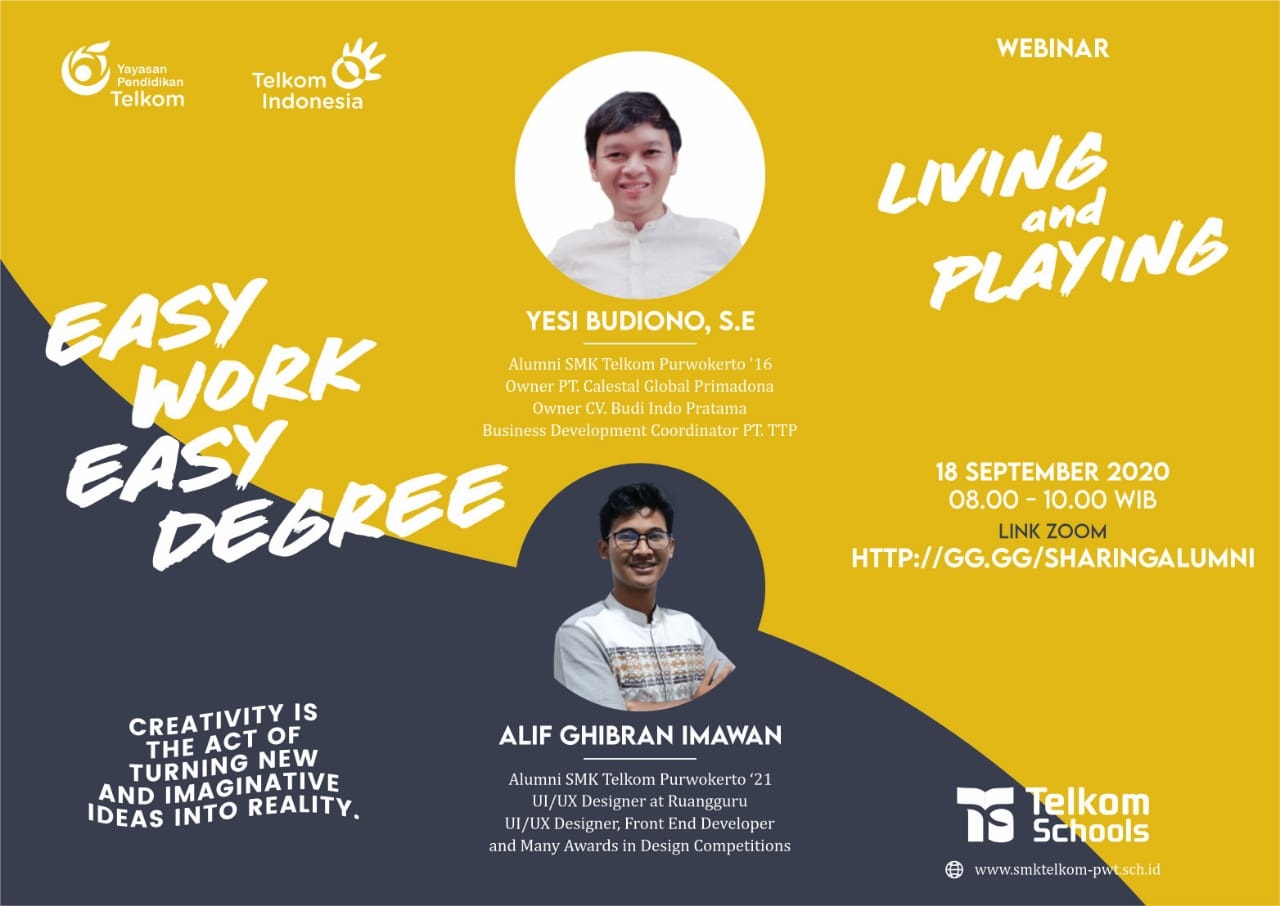 Yayasan
Pendidikan
Telkom
Telkom
Indonesia
WEBINAR
LIVING
and
PLAYING
EASY
WORK
EASY
DEGREE
YESI BUDIONO, S.E
Alumni SMK Telkom Purwokerto '16
Owner PT. Calestal Global Primadona
Owner CV. Budi Indo Pratama
Business Development Coordinator PT. TTP
18 SEPTEMBER 2020
08.00 - 10.00 WIB
LINK ZOOM
HTTP://GG.GG/SHARINGALUMNI
ALIF GHIBRAN IMAWAN
Alumni SMK Telkom Purwokerto ‘21
UI/UX Designer at Ruangguru
UI/UX Designer, Front End Developer
and Many Awards in Design Competitions
CREATIVITY IS
THE ACT OF
TURNING NEW
AND IMAGINATIVE
IDEAS INTO REALITY.
Telkom
Schools
www.smktelkom-pwt.sch.id